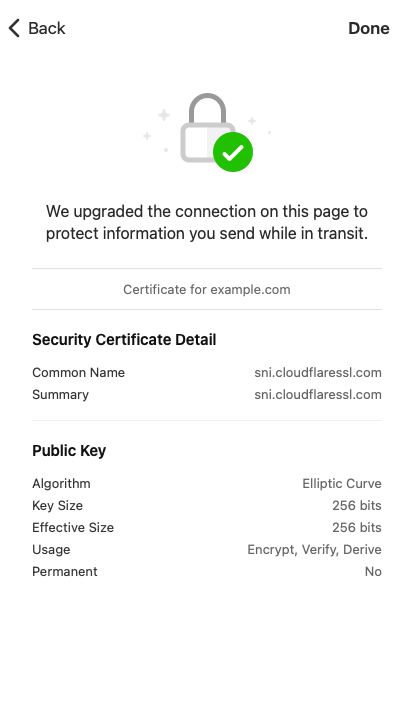 Back
Done
We upgraded the connection on this page to
protect information you send while in transit.
Certificate for example.com
Security Certificate Detail
Common Name sni.cloudflaressl.com
Summary sni.cloudflaressl.com
Public Key
Algorithm Elliptic Curve
Key Size 256 bits
Effective Size 256 bits
Usage Encrypt, Verify, Derive
Permanent No